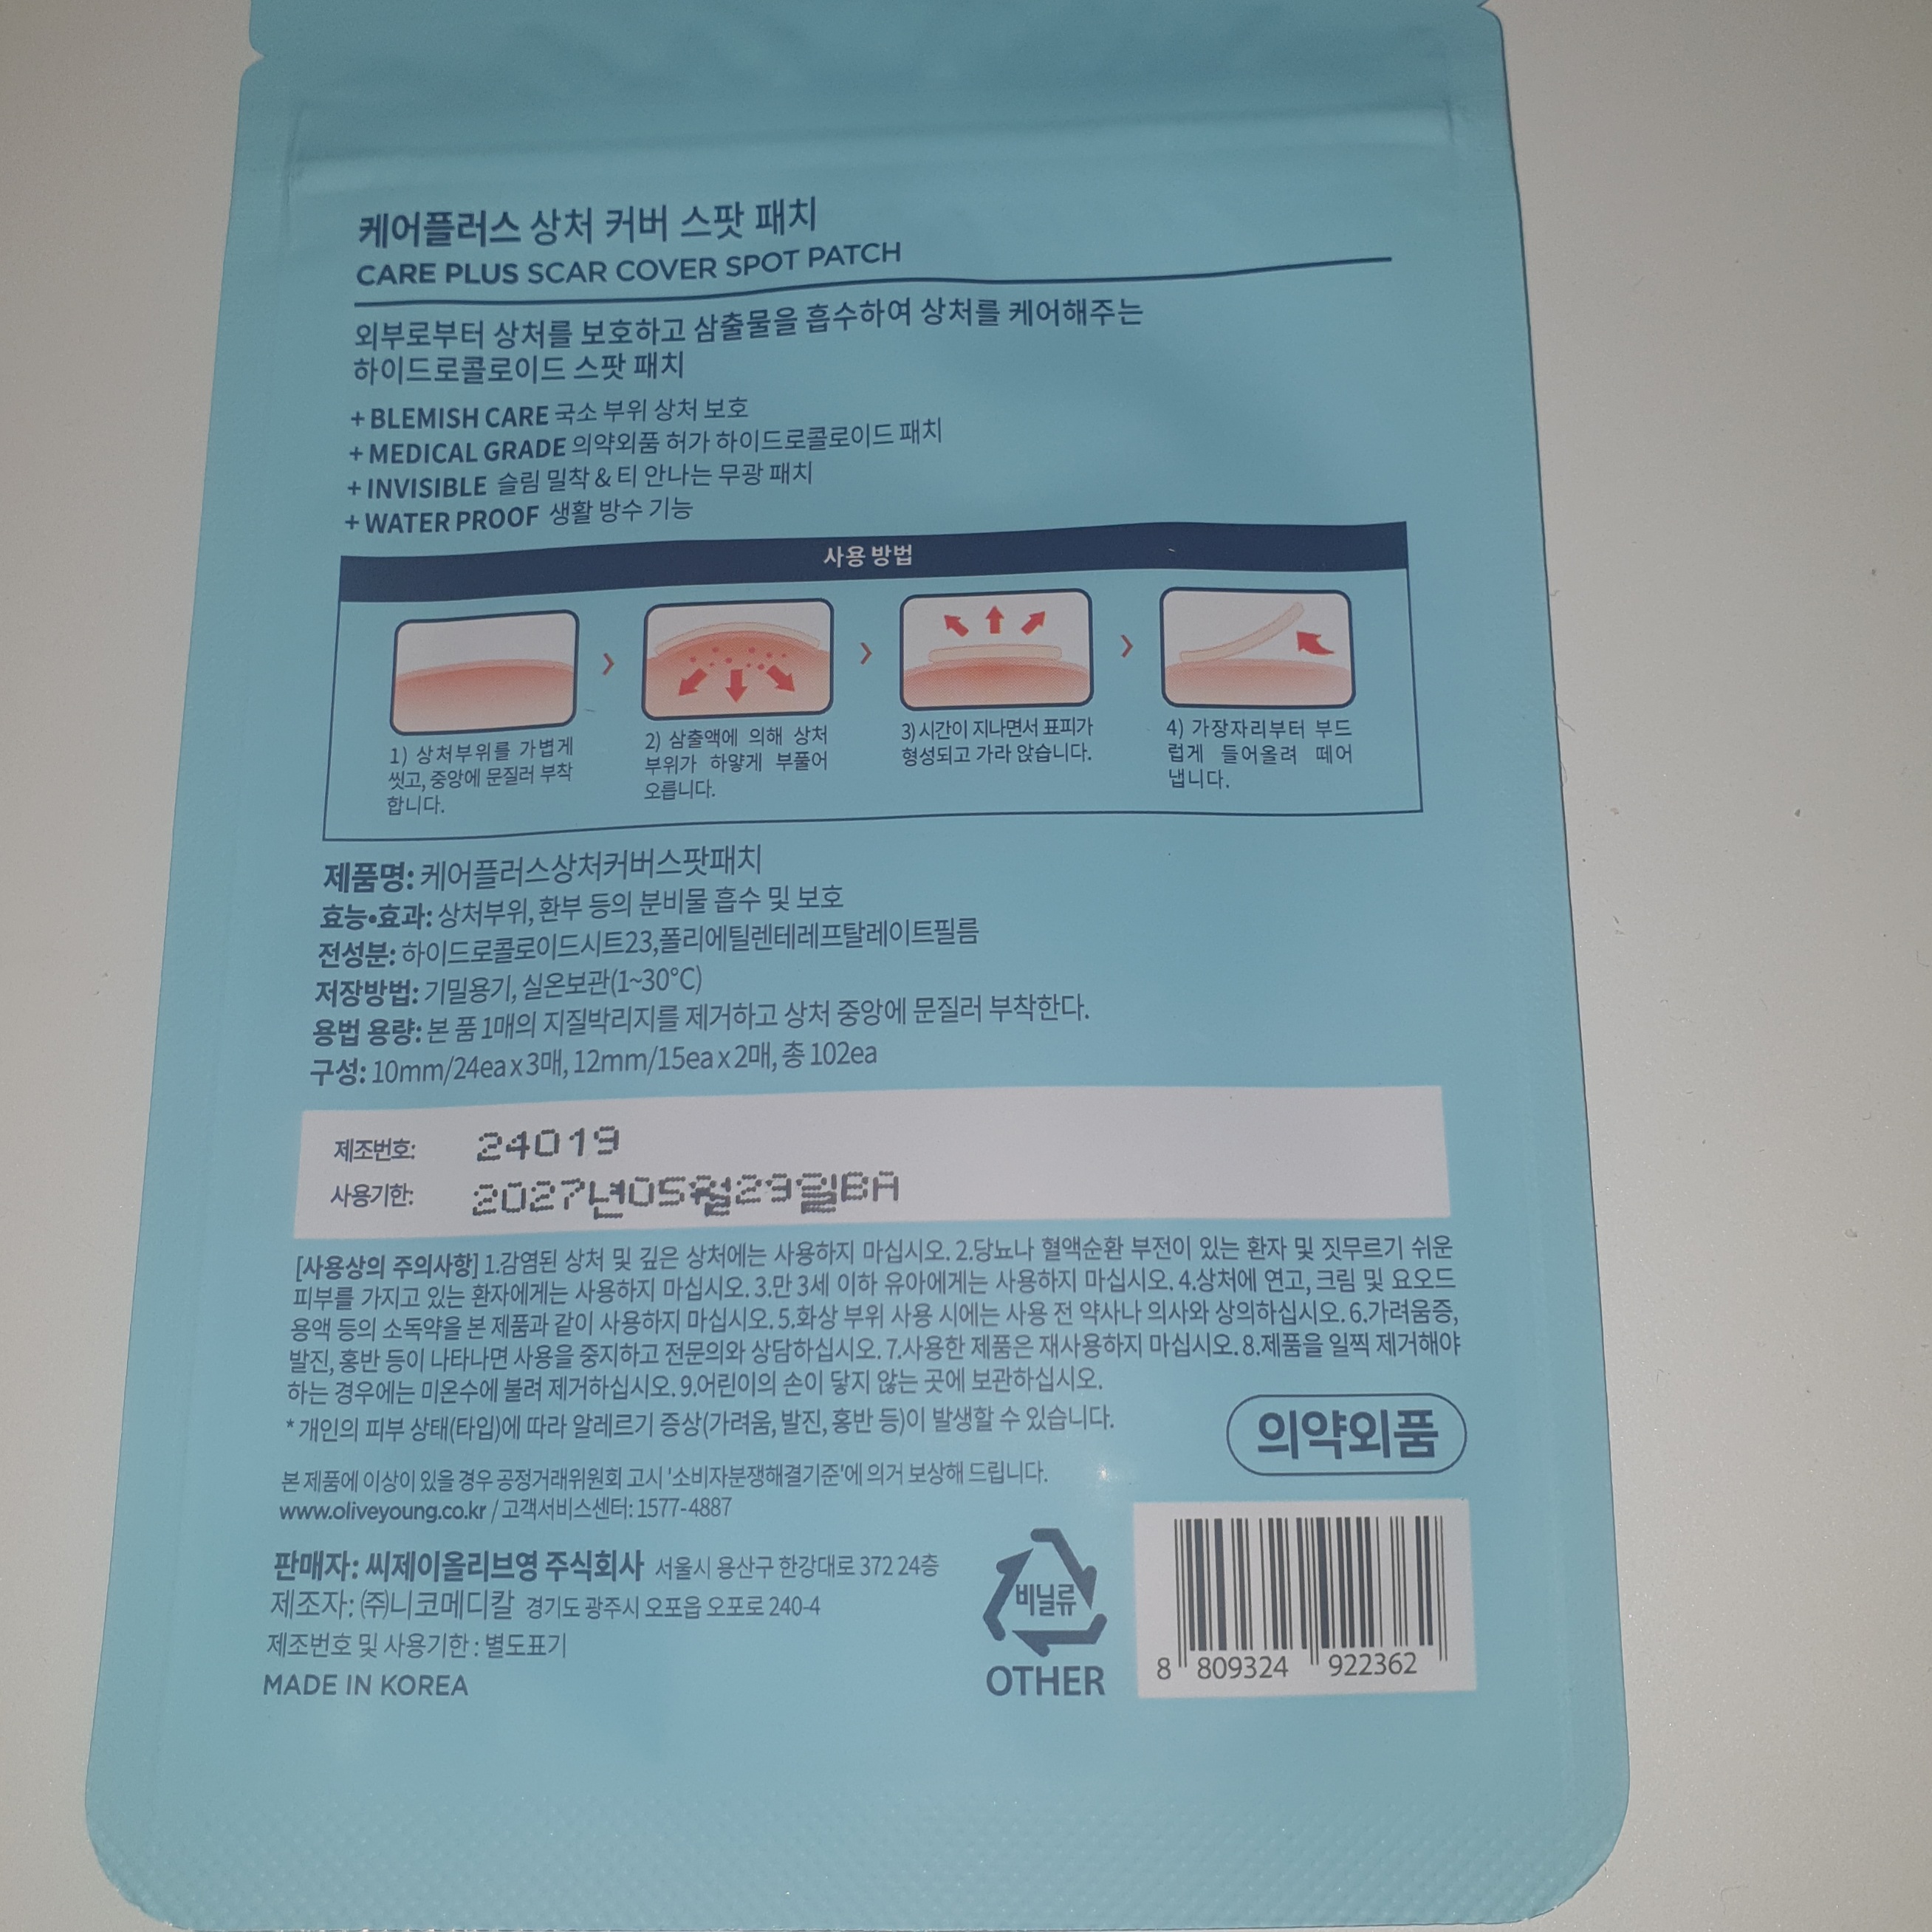 케어플러스 상처 커버 스팟 패치
CARE PLUS SCAR COVER SPOT PATCH
외부로부터 상처를 보호하고 삼출물을 흡수하여 상처를 케어해주는
하이드로콜로이드 스팟 패치
+ BLEMISH CARE 국소 부위 상처 보호
+ MEDICAL GRADE 의약외품 허가 하이드로콜로이드 패치
+ INVISIBLE 슬림 밀착 & 티 안나는 무광 패치
+ WATER PROOF 생활 방수 기능
사용 방법
1) 상처부위를 가볍게
씻고, 중앙에 문질러 부착
합니다.
2) 삼출액에 의해 상처
부위가 하얗게 부풀어
오릅니다.
3) 시간이 지나면서 표피가
형성되고 가라 앉습니다.
4) 가장자리부터 부드
럽게 들어올려 떼어
냅니다.
제품명: 케어플러스상처커버스팟패치
효능•효과: 상처부위, 환부 등의 분비물 흡수 및 보호
전성분: 하이드로콜로이드시트23,폴리에틸렌테레프탈레이트필름
저장방법: 기밀용기, 실온보관(1~30°C)
용법 용량: 본 품 1매의 지질박리지를 제거하고 상처 중앙에 문질러 부착한다.
구성: 10mm/24ea x 3매, 12mm/15ea x 2매, 총 102ea
제조번호: 24019
사용기한: 2027년05월29일BA
[사용상의 주의사항] 1.감염된 상처 및 깊은 상처에는 사용하지 마십시오. 2.당뇨나 혈액순환 부전이 있는 환자 및 짓무르기 쉬운
피부를 가지고 있는 환자에게는 사용하지 마십시오. 3.만 3세 이하 유아에게는 사용하지 마십시오. 4.상처에 연고, 크림 및 요오드
용액 등의 소독약을 본 제품과 같이 사용하지 마십시오. 5.화상 부위 사용 시에는 사용 전 약사나 의사와 상의하십시오. 6.가려움증,
발진, 홍반 등이 나타나면 사용을 중지하고 전문의와 상담하십시오. 7.사용한 제품은 재사용하지 마십시오. 8.제품을 일찍 제거해야
하는 경우에는 미온수에 불려 제거하십시오. 9.어린이의 손이 닿지 않는 곳에 보관하십시오.
* 개인의 피부 상태(타입)에 따라 알레르기 증상(가려움, 발진, 홍반 등)이 발생할 수 있습니다.
의약외품
본 제품에 이상이 있을 경우 공정거래위원회 고시 '소비자분쟁해결기준'에 의거 보상해 드립니다.
www.oliveyoung.co.kr / 고객서비스센터: 1577-4887
판매자: 씨제이올리브영 주식회사 서울시 용산구 한강대로 372 24층
제조자: ㈜니코메디칼 경기도 광주시 오포읍 오포로 240-4
제조번호 및 사용기한 : 별도표기
MADE IN KOREA
비닐류
OTHER
8 809324 922362